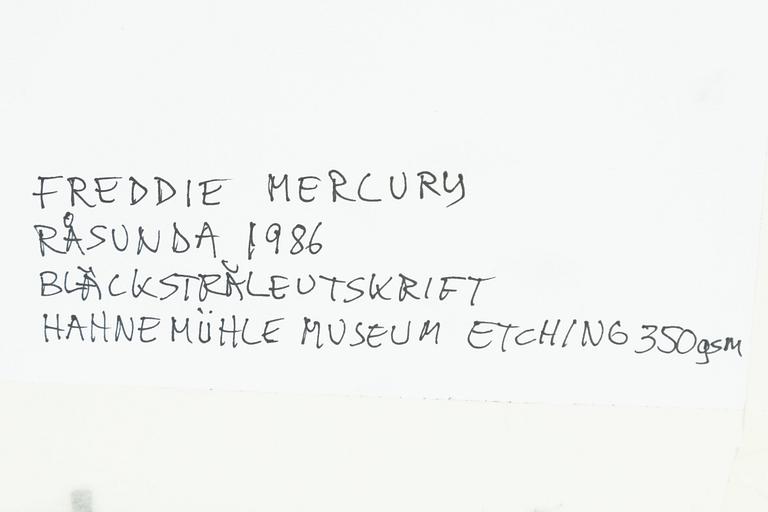 FREDDIE MERCURY
RÅSUNDA 1986
BLÄCKSTRÅLEUTSKRIFT
HAHNEMÜHLE MUSEUM ETCHING 350gsm